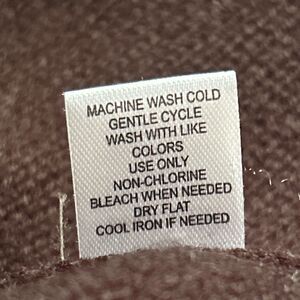 MACHINE WASH COLD
GENTLE CYCLE
WASH WITH LIKE
COLORS
USE ONLY
NON-CHLORINE
BLEACH WHEN NEEDED
DRY FLAT
COOL IRON IF NEEDED